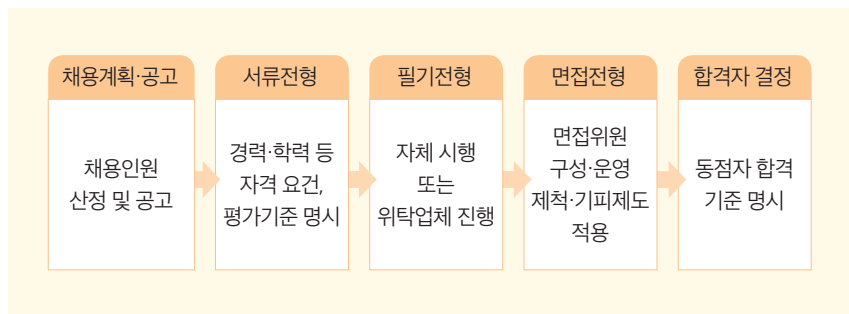 채용계획·공고
채용인원
산정 및 공고
서류전형
경력·학력 등
자격 요건,
평가기준 명시
필기전형
자체 시행
또는
위탁업체 진행
면접전형
면접위원
구성·운영
제척·기피제도
적용
합격자 결정
동점자 합격
기준 명시